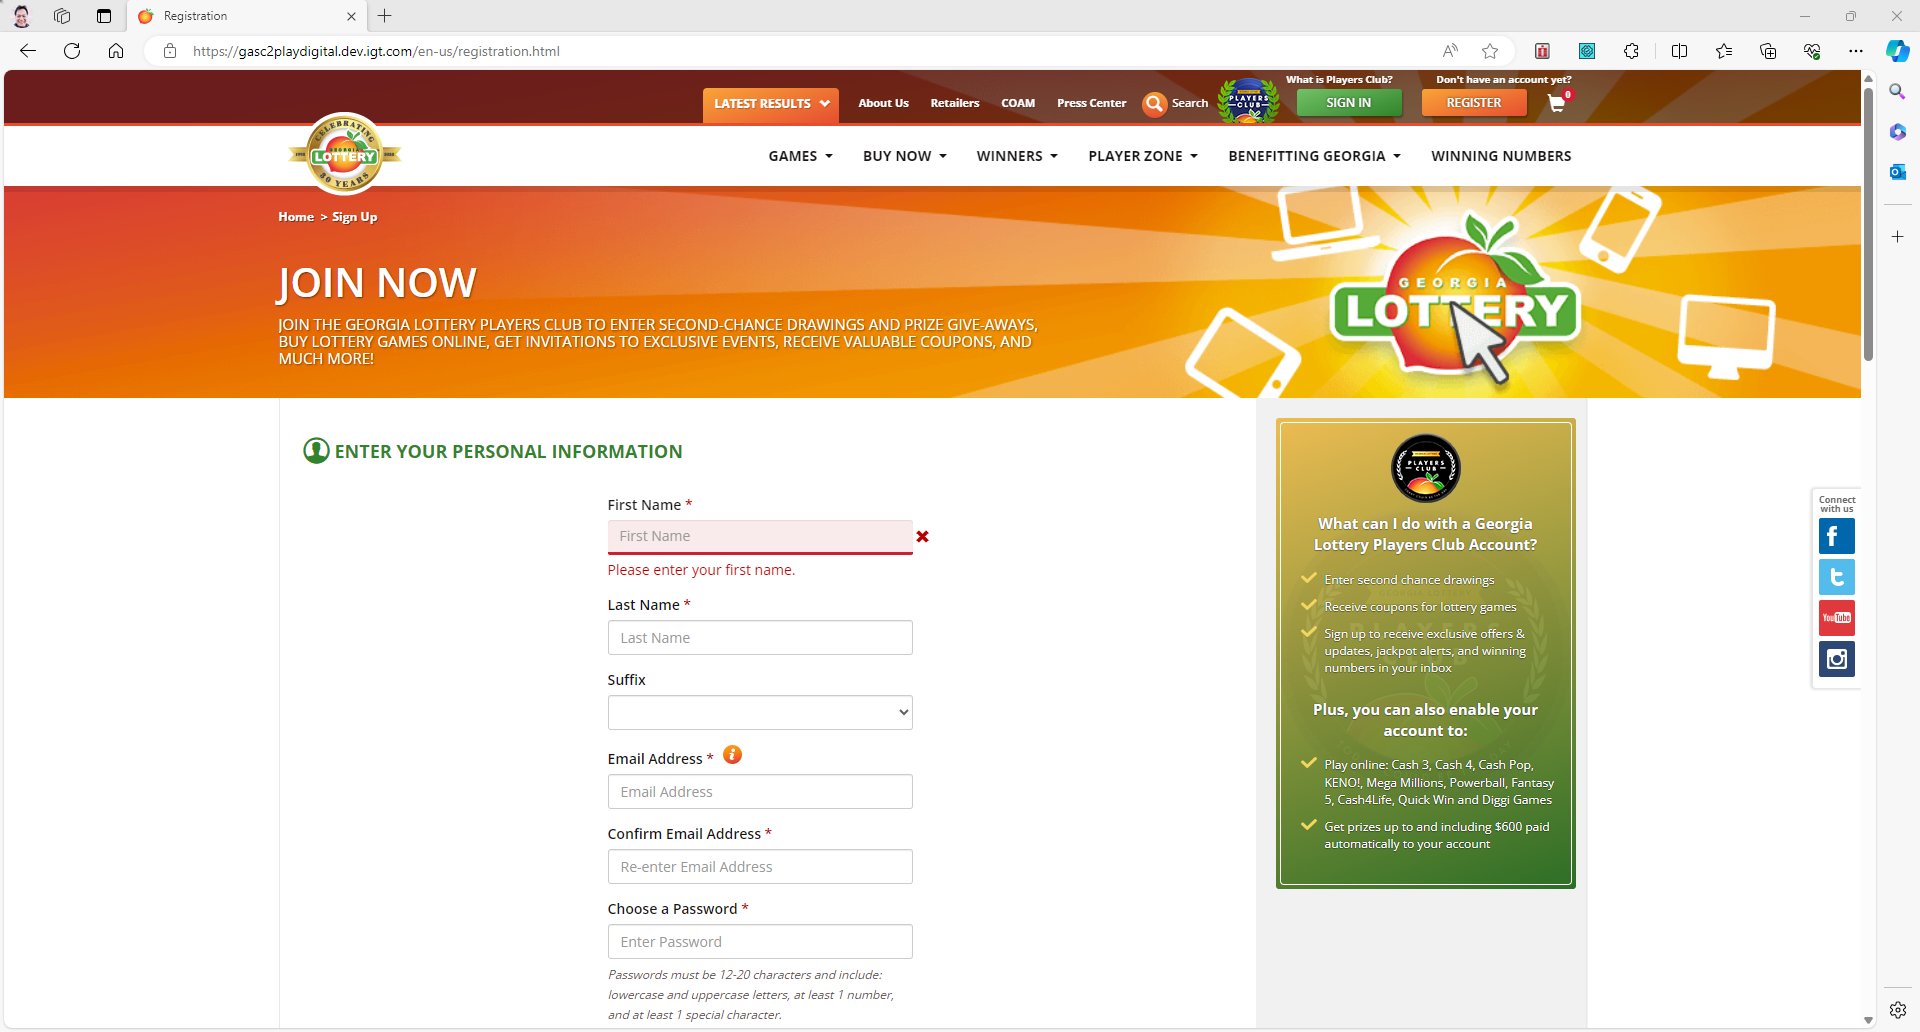 Registration
https://gasc2playdigital.dev.igt.com/en-us/registration.html
What is Players Club?
Don't have an account yet?
LATEST RESULTS
About Us
Retailers
COAM
Press Center
Search
PLAYERS
CLUB
SIGN IN
REGISTER
0
CELEBRATING
GEORGIA
LOTTERY
30 YEARS
GAMES
BUY NOW
WINNERS
PLAYER ZONE
BENEFITTING GEORGIA
WINNING NUMBERS
Home > Sign Up
JOIN NOW
JOIN THE GEORGIA LOTTERY PLAYERS CLUB TO ENTER SECOND-CHANCE DRAWINGS AND PRIZE GIVE-AWAYS,
BUY LOTTERY GAMES ONLINE, GET INVITATIONS TO EXCLUSIVE EVENTS, RECEIVE VALUABLE COUPONS, AND
MUCH MORE!
GEORGIA
LOTTERY
ENTER YOUR PERSONAL INFORMATION
First Name *
First Name
Please enter your first name.
Last Name *
Last Name
Suffix
Email Address *
Email Address
Confirm Email Address *
Re-enter Email Address
Choose a Password *
Enter Password
Passwords must be 12-20 characters and include:
lowercase and uppercase letters, at least 1 number,
and at least 1 special character.
PLAYERS
CLUB
What can I do with a Georgia
Lottery Players Club Account?
Enter second chance drawings
Receive coupons for lottery games
Sign up to receive exclusive offers &
updates, jackpot alerts, and winning
numbers in your inbox
Plus, you can also enable your
account to:
Play online: Cash 3, Cash 4, Cash Pop,
KENO!, Mega Millions, Powerball, Fantasy
5, Cash4Life, Quick Win and Diggi Games
Get prizes up to and including $600 paid
automatically to your account
Connect
with us
YouTube